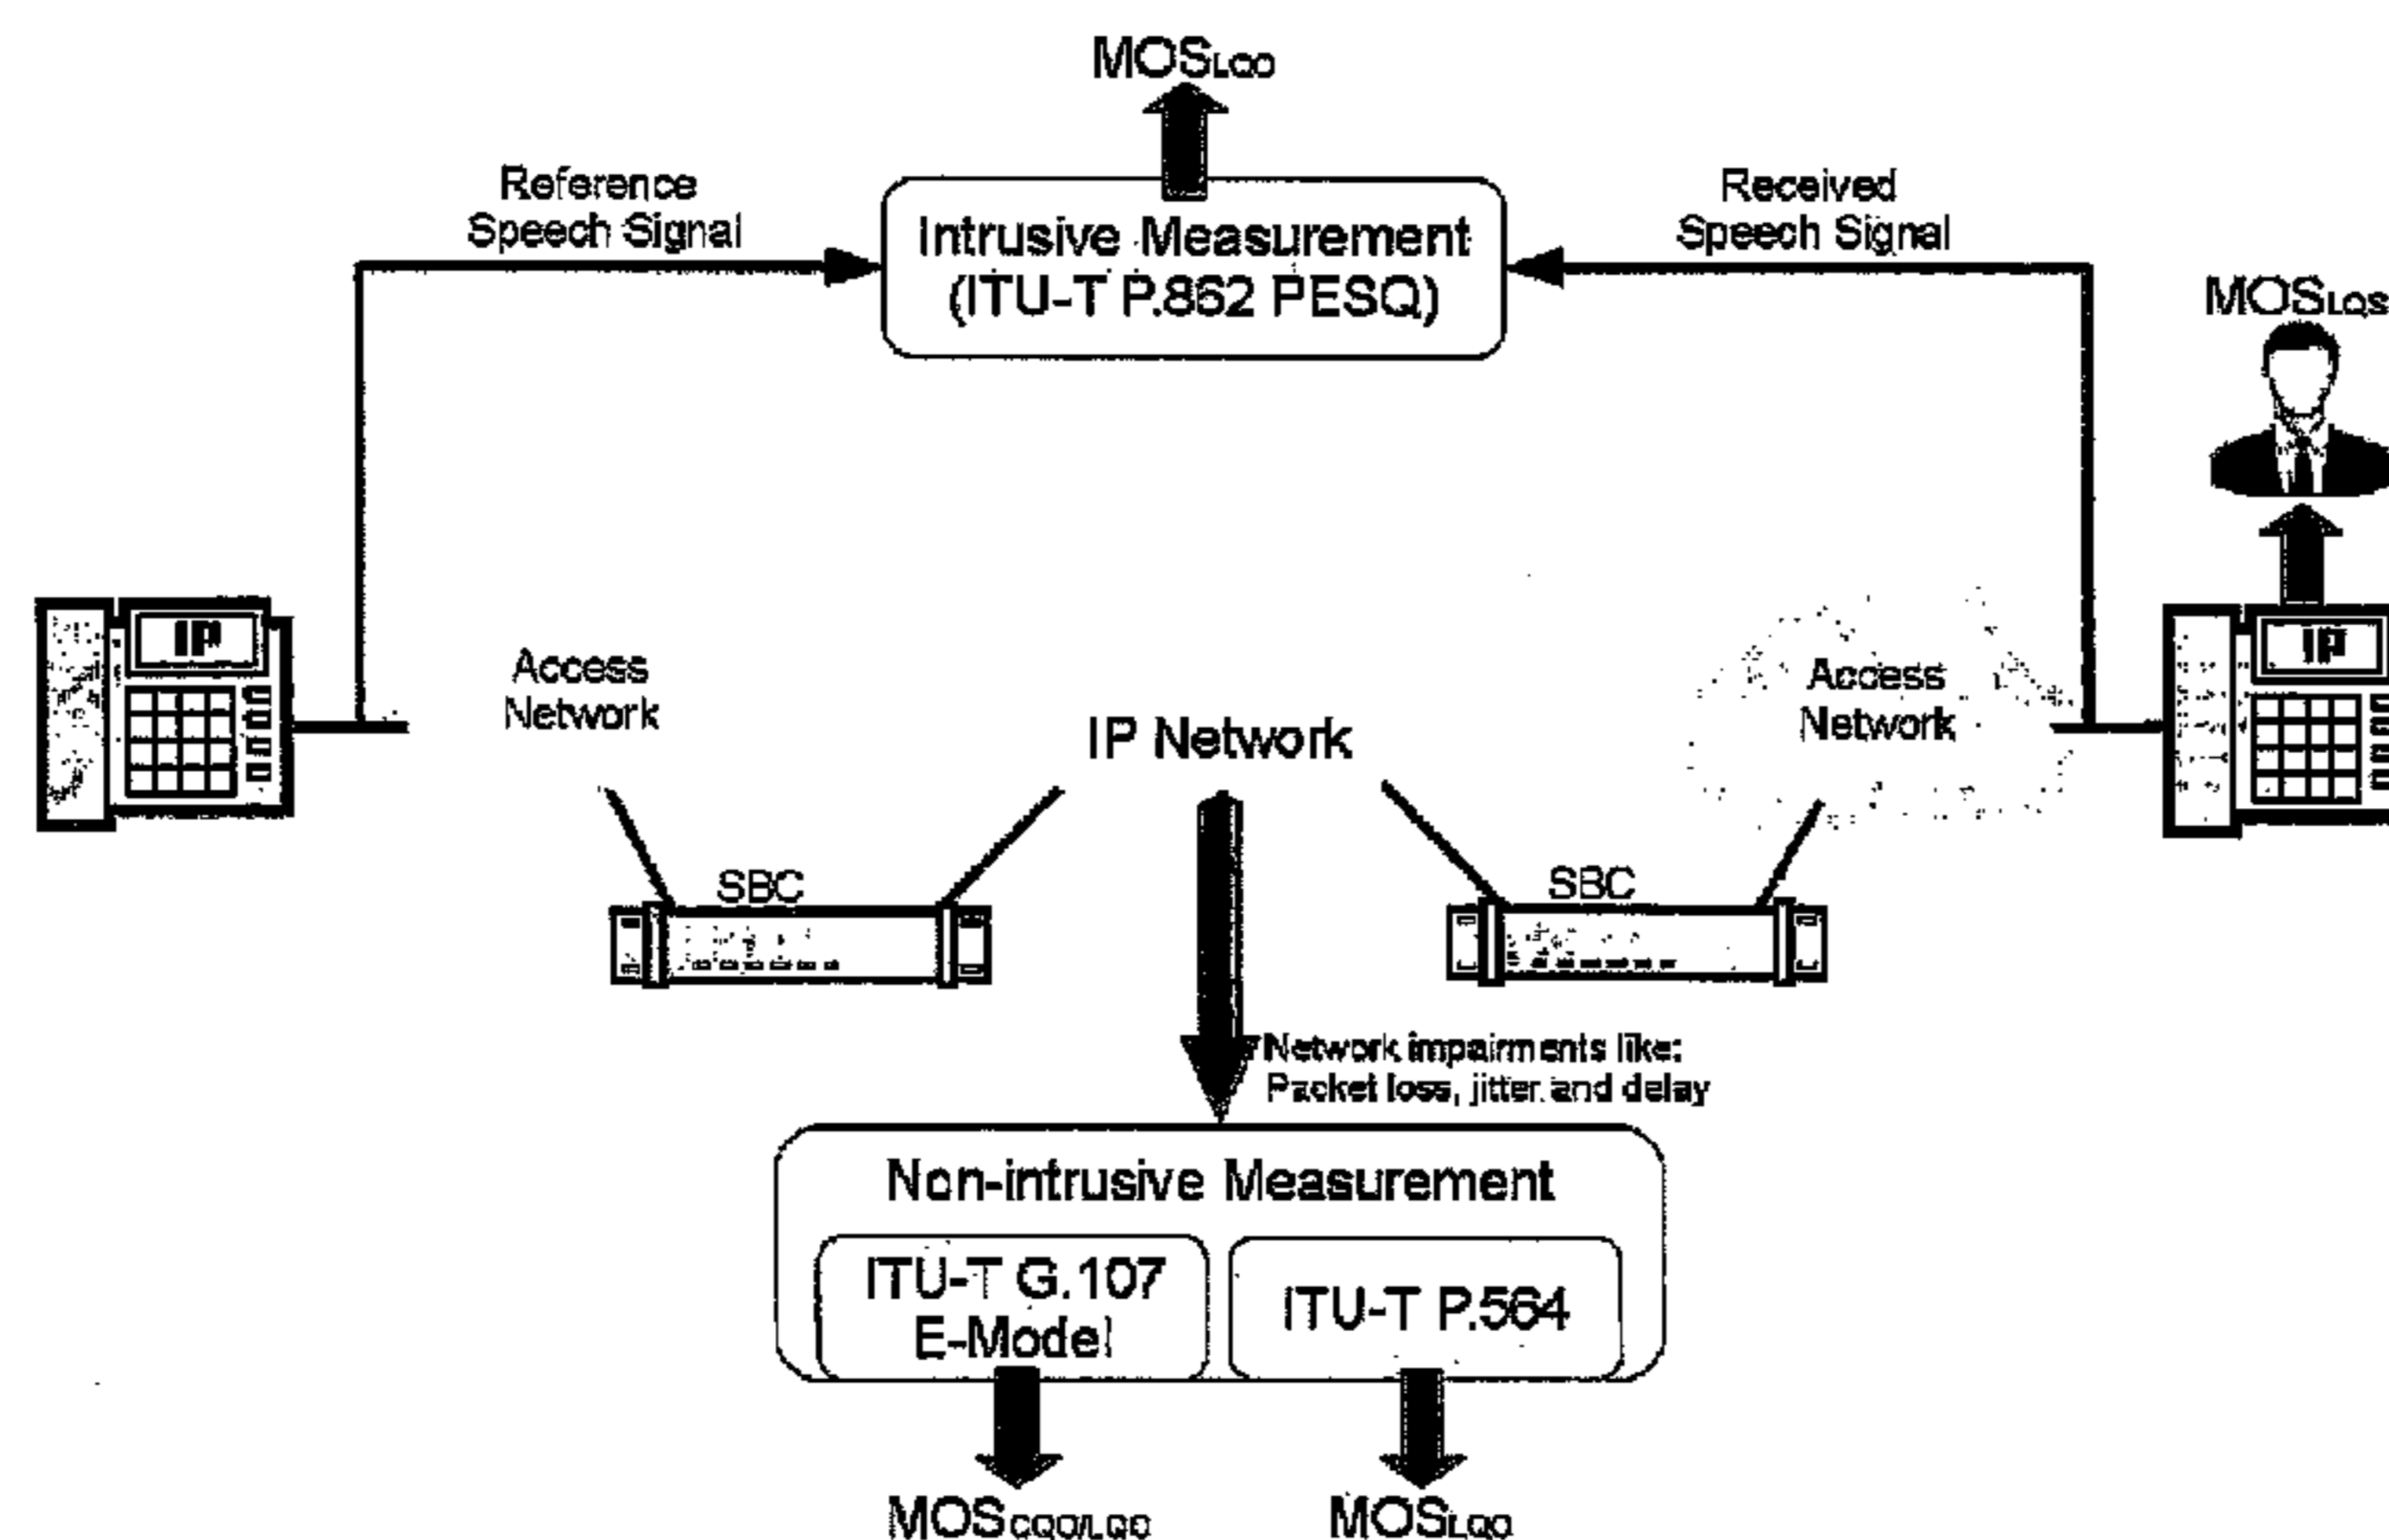 MOSLQO
Reference
Speech Signal
Intrusive Measurement
(ITU-T P.862 PESQ)
Received
Speech Signal
MOSLQS
IP
Access
Network
IP Network
Access
Network
IP
SBC
SBC
Network impairments like:
Packet loss, jitter and delay
Non-intrusive Measurement
ITU-T G.107
E-Model
ITU-T P.564
MOSCQO/LQO
MOSLQO